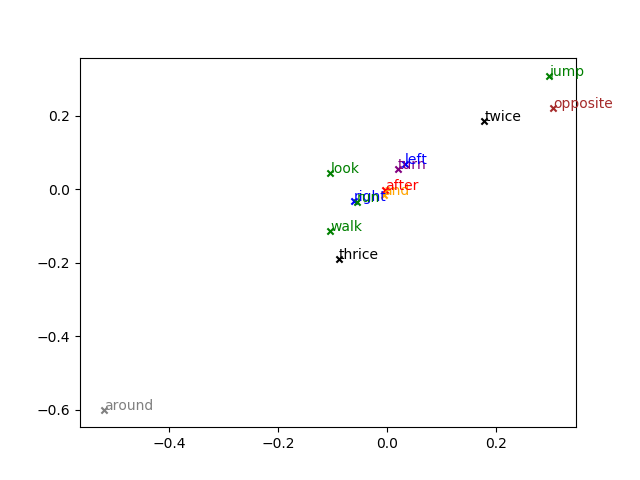 jump
opposite
0.2
twice
left
turn
look
after
and
0.0
right
run
walk
−0.2
thrice
−0.4
around
−0.6
−0.4
−0.2
0.0
0.2